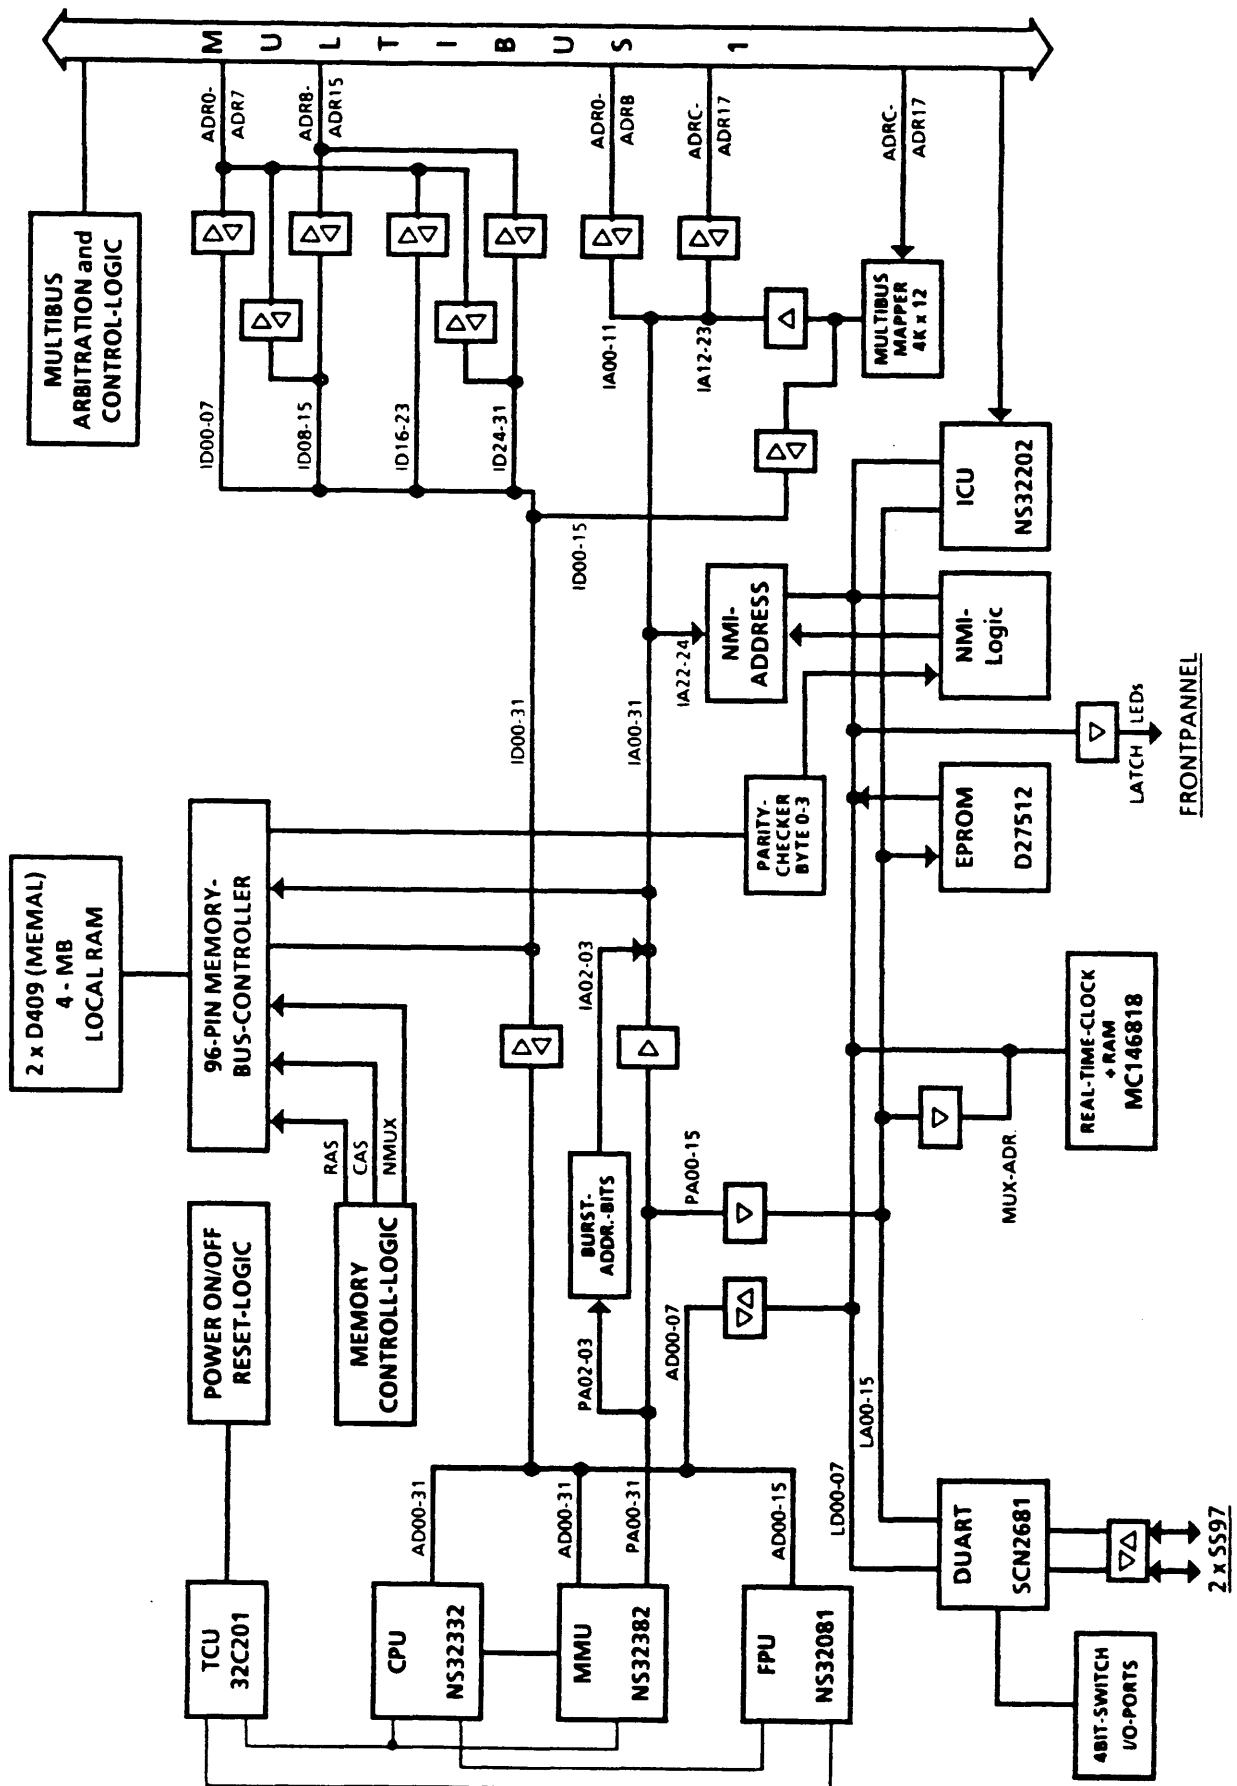 TCU
32C201
POWER ON/OFF
RESET-LOGIC
2 x D409 (MEMAL)
4 - MB
LOCAL RAM
96-PIN MEMORY-
BUS-CONTROLLER
MULTIBUS
ARBITRATION and
CONTROL-LOGIC
MULTIBUS 1
CPU
NS32332
MEMORY
CONTROLL-LOGIC
RAS
CAS
NMUX
ADR0-
ADR7
ADR8-
ADR15
ID00-07
ID08-15
ID16-23
ID24-31
AD00-31
MMU
NS32382
AD00-31
PA00-31
PA02-03
BURST-
ADDR.-BITS
IA02-03
ID00-31
ID00-15
IA00-31
IA00-11
IA12-23
ADR0-
ADRB
ADRC-
ADR17
FPU
NS32081
AD00-15
AD00-07
PA00-15
PARITY-
CHECKER
BYTE 0-3
IA22-24
NMI-
ADDRESS
MULTIBUS
MAPPER
4K x 12
ADRC-
ADR17
LD00-07
LA00-15
DUART
SCN2681
MUX-ADR.
EPROM
D27512
NMI-
Logic
ICU
NS32202
4BIT-SWITCH
I/O-PORTS
2 x SS97
REAL-TIME-CLOCK
+ RAM
MC146818
LATCH LEDs
FRONTPANNEL